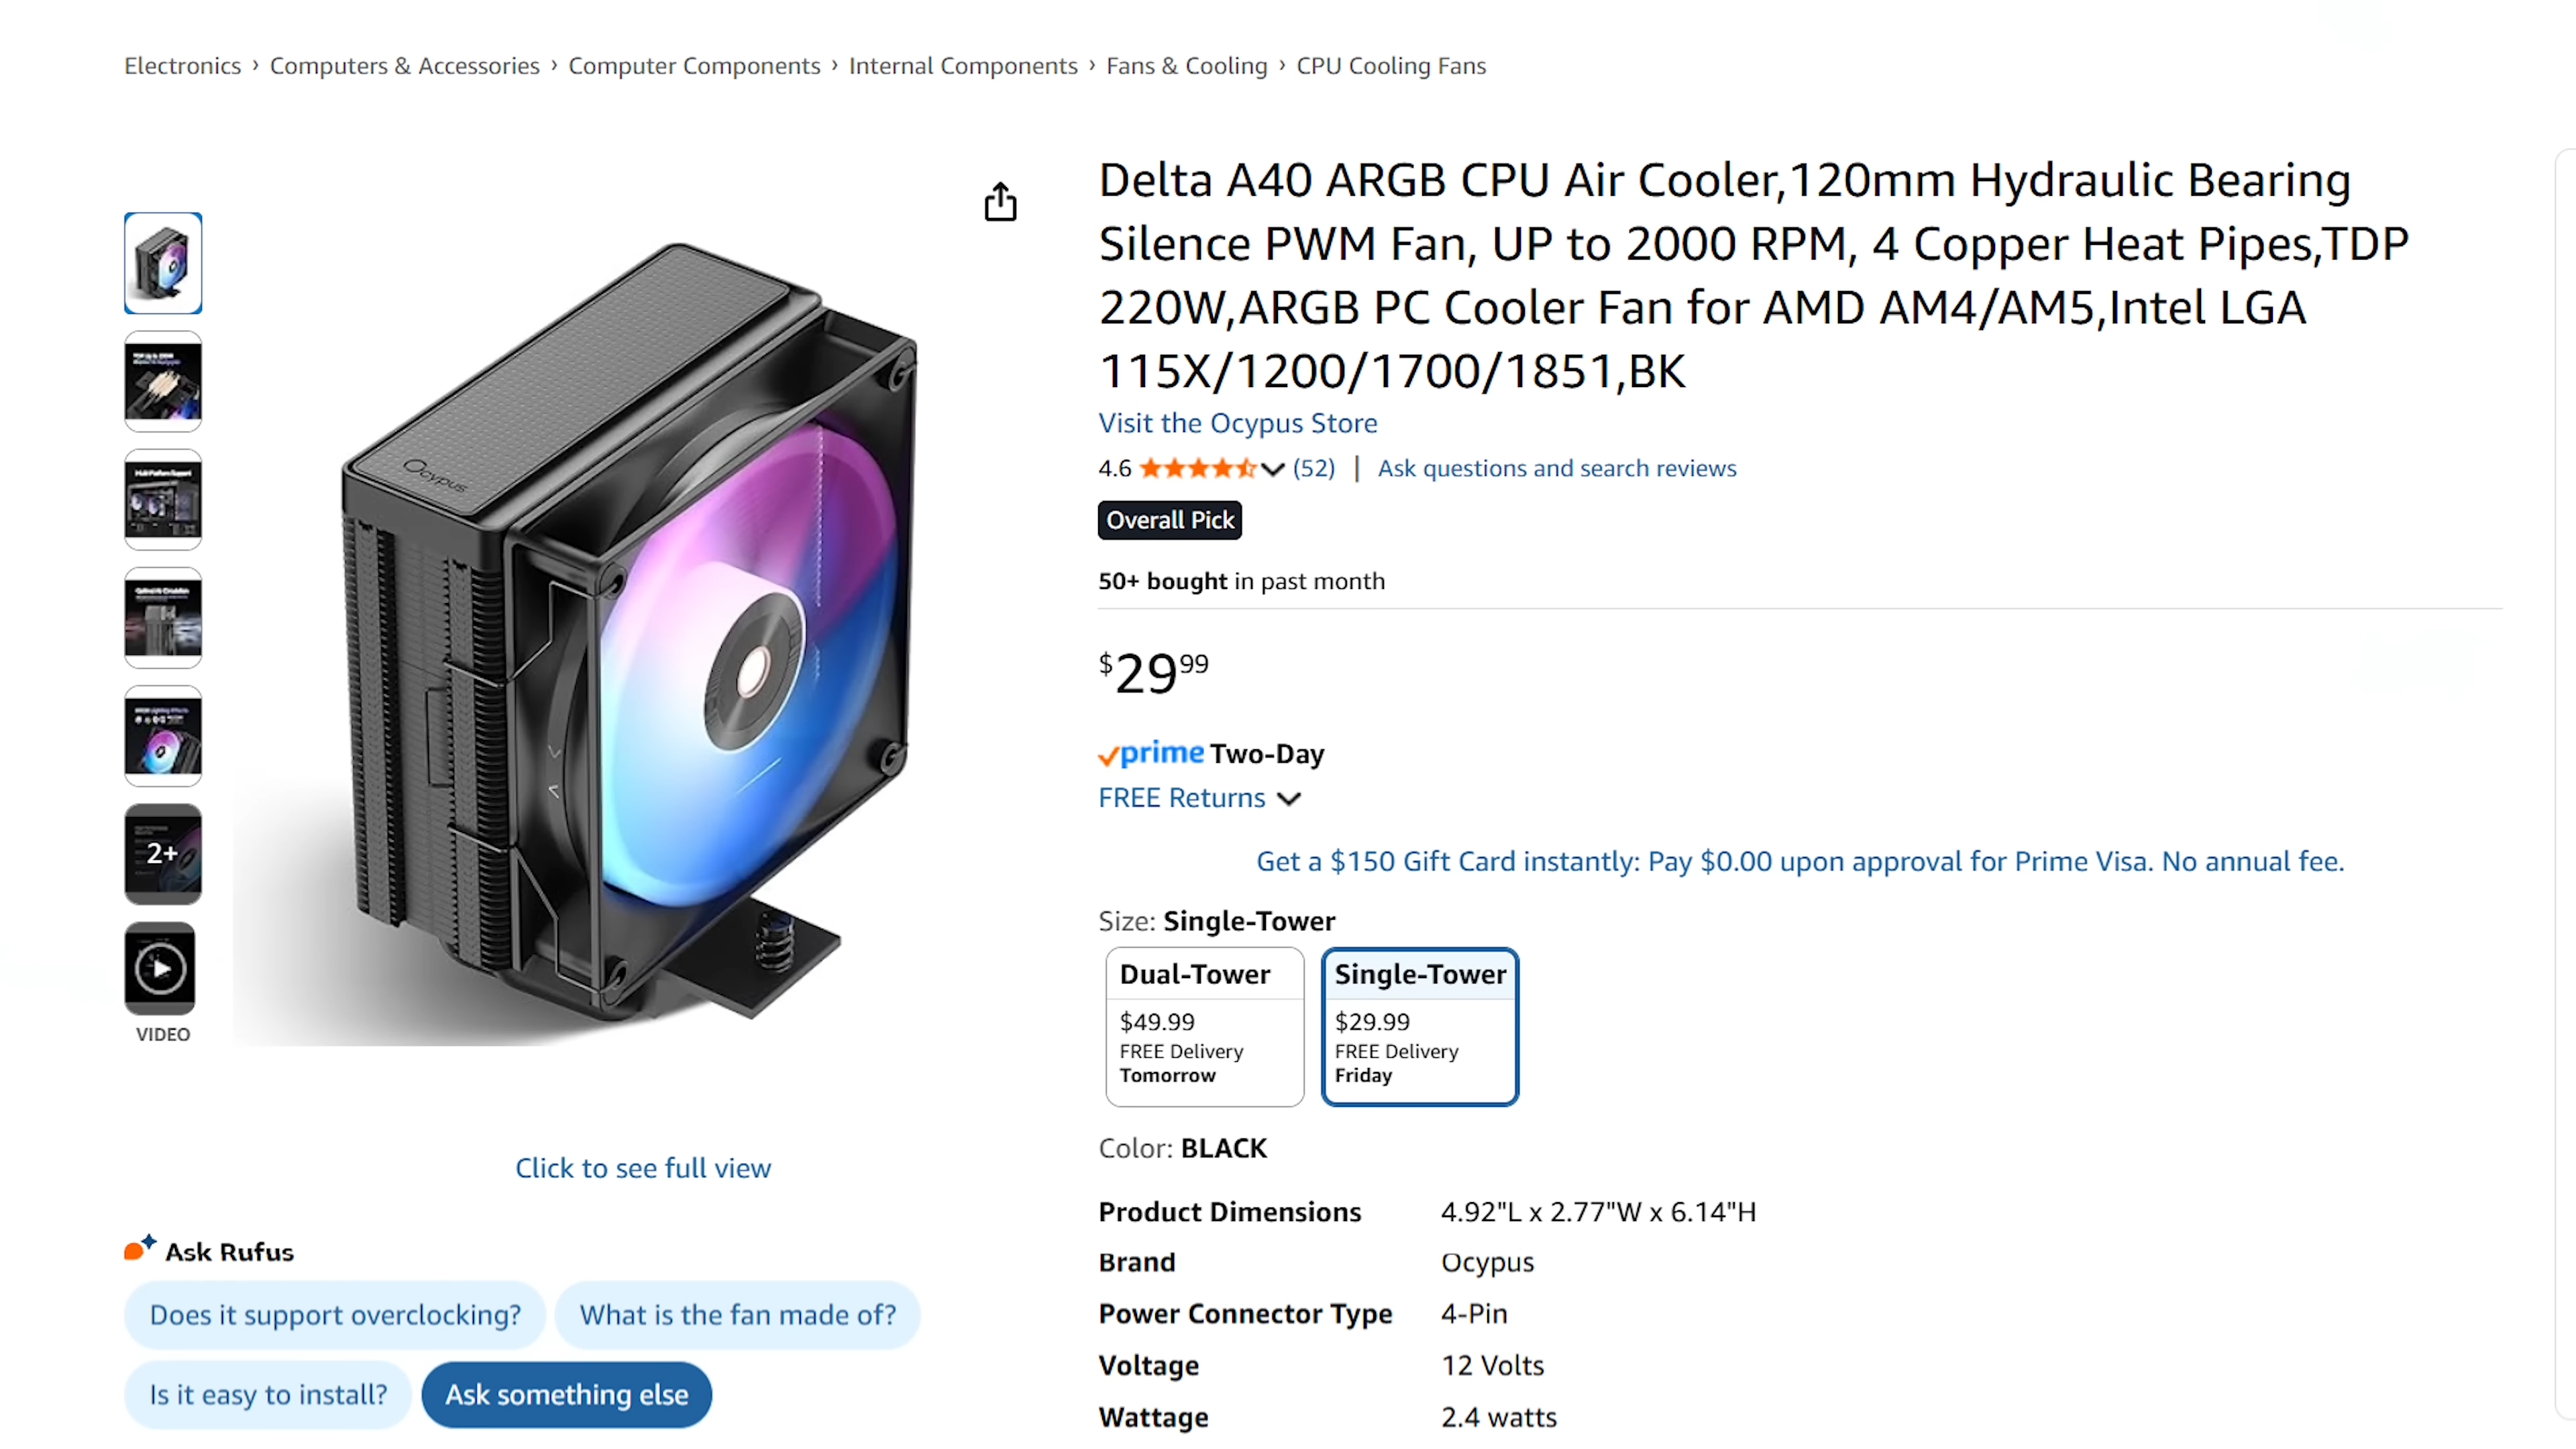 Electronics › Computers & Accessories › Computer Components › Internal Components › Fans & Cooling › CPU Cooling Fans
Delta A40 ARGB CPU Air Cooler,120mm Hydraulic Bearing
Silence PWM Fan, UP to 2000 RPM, 4 Copper Heat Pipes,TDP
220W,ARGB PC Cooler Fan for AMD AM4/AM5,Intel LGA
115X/1200/1700/1851,BK
Visit the Ocypus Store
4.6 (52) | Ask questions and search reviews
Overall Pick
50+ bought in past month
$29.99
prime Two-Day
FREE Returns
Get a $150 Gift Card instantly: Pay $0.00 upon approval for Prime Visa. No annual fee.
Size: Single-Tower
Dual-Tower
$49.99
FREE Delivery
Tomorrow
Single-Tower
$29.99
FREE Delivery
Friday
Color: BLACK
Product Dimensions 4.92"L x 2.77"W x 6.14"H
Brand Ocypus
Power Connector Type 4-Pin
Voltage 12 Volts
Wattage 2.4 watts
Ocypus
2+
VIDEO
Click to see full view
Ask Rufus
Does it support overclocking?
What is the fan made of?
Is it easy to install?
Ask something else